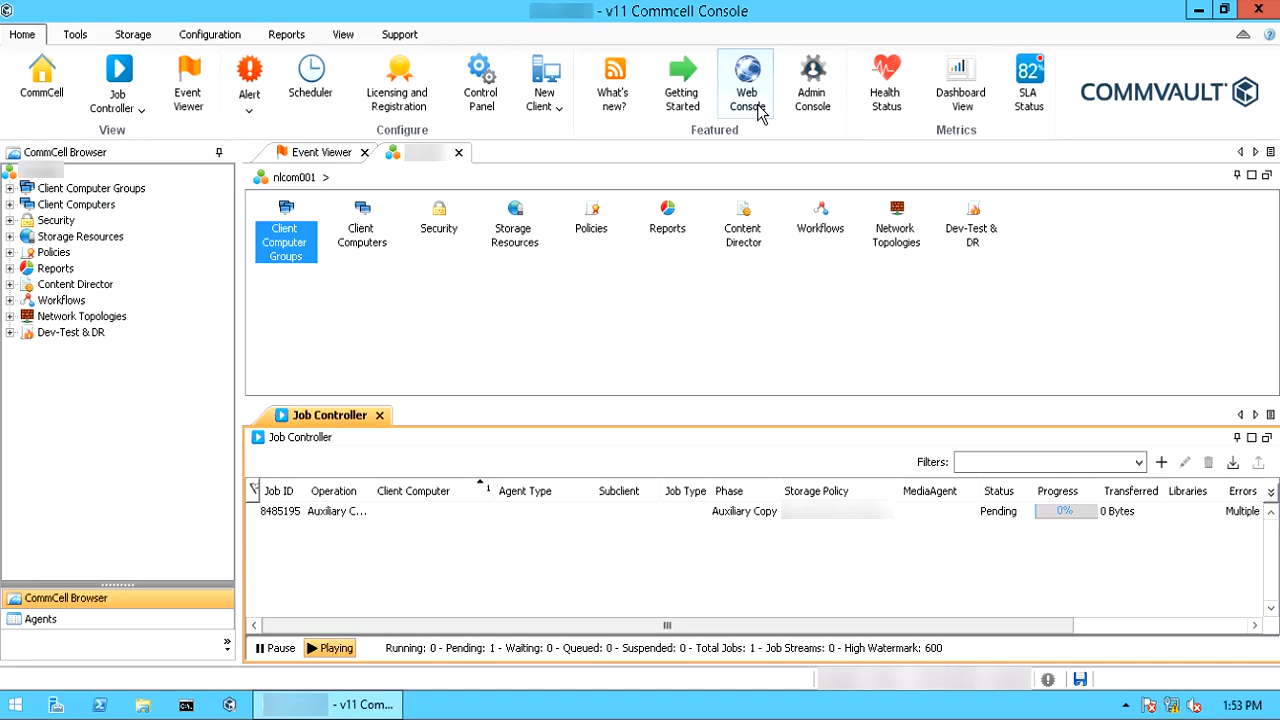 - v11 Commcell Console
Home Tools Storage Configuration Reports View Support
CommCell
Job
Controller
Event
Viewer
Alert
Scheduler
Licensing and
Registration
Control
Panel
New
Client
What's
new?
Getting
Started
Web
Console
Admin
Console
Health
Status
Dashboard
View
82%
SLA
Status
COMMVAULT
View Configure Featured Metrics
CommCell Browser
Client Computer Groups
Client Computers
Security
Storage Resources
Policies
Reports
Content Director
Workflows
Network Topologies
Dev-Test & DR
CommCell Browser
Agents
Event Viewer
nlcom001 >
Client
Computer
Groups
Client
Computers
Security
Storage
Resources
Policies
Reports
Content
Director
Workflows
Network
Topologies
Dev-Test &
DR
Job Controller
Job Controller
Filters:
Job ID Operation Client Computer 1 Agent Type Subclient Job Type Phase Storage Policy MediaAgent Status Progress Transferred Libraries Errors
8485195 Auxiliary C... Auxiliary Copy Pending 0% 0 Bytes Multiple
Pause Playing Running: 0 - Pending: 1 - Waiting: 0 - Queued: 0 - Suspended: 0 - Total Jobs: 1 - Job Streams: 0 - High Watermark: 600
- v11 Com...
1:53 PM